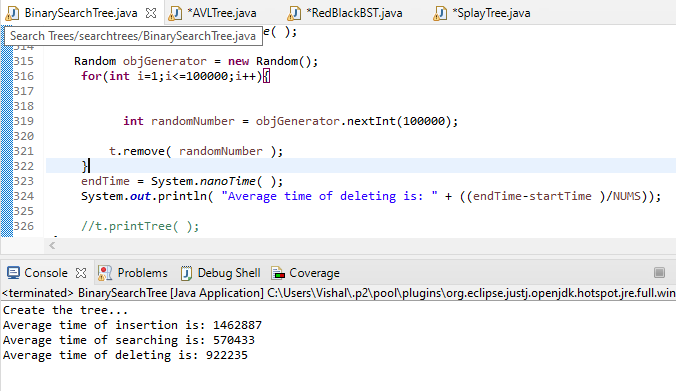 BinarySearchTree.java *AVLTree.java *RedBlackBST.java *SplayTree.java
Search Trees/searchtrees/BinarySearchTree.java ( );
314
315 Random objGenerator = new Random();
316 for(int i=1;i<=100000;i++){
317
318
319 int randomNumber = objGenerator.nextInt(100000);
320
321 t.remove( randomNumber );
322 }
323 endTime = System.nanoTime( );
324 System.out.println( "Average time of deleting is: " + ((endTime-startTime )/NUMS));
325
326 //t.printTree( );
Console Problems Debug Shell Coverage
<terminated> BinarySearchTree [Java Application] C:\Users\Vishal\.p2\pool\plugins\org.eclipse.justj.openjdk.hotspot.jre.full.win
Create the tree...
Average time of insertion is: 1462887
Average time of searching is: 570433
Average time of deleting is: 922235